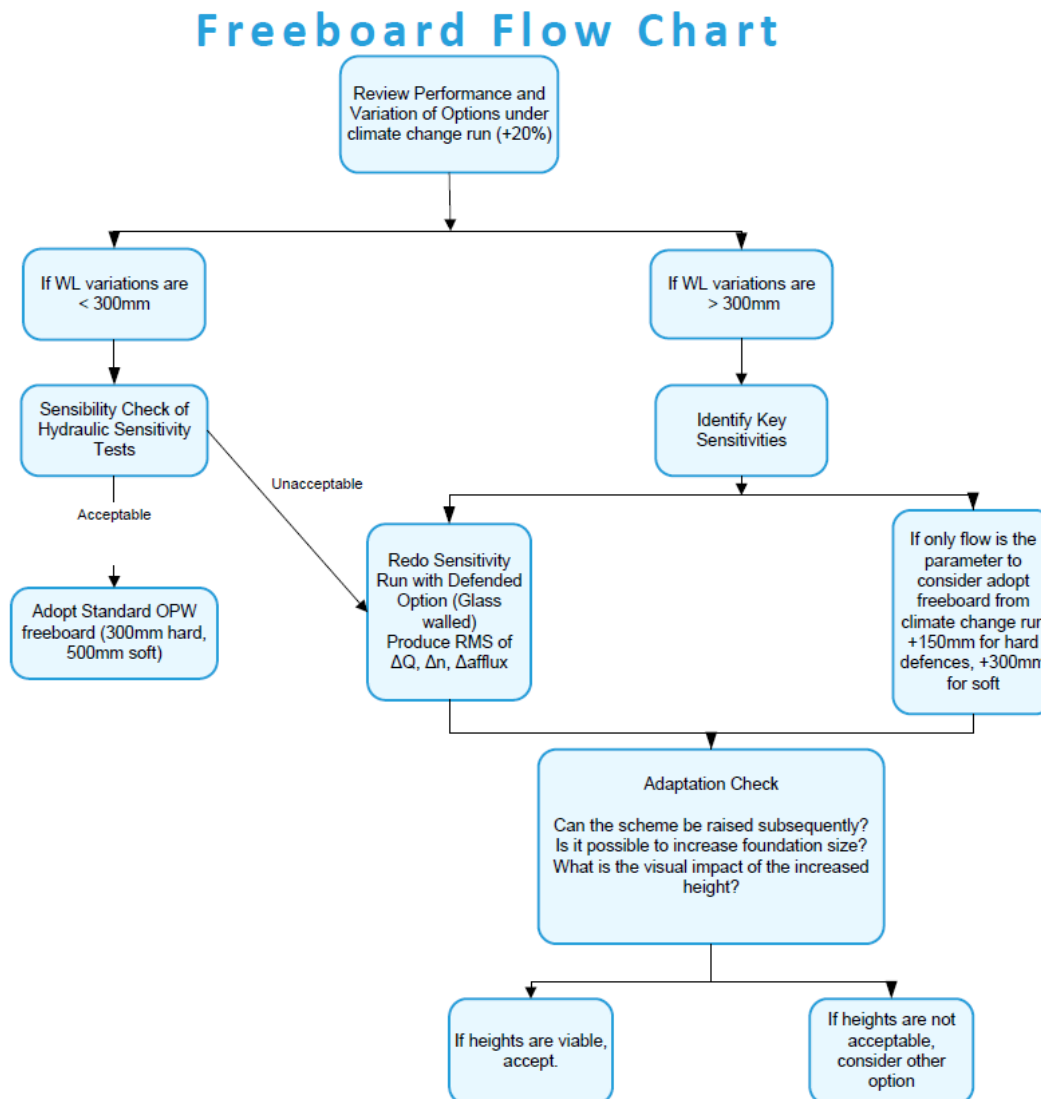 Freeboard Flow Chart
Review Performance and
Variation of Options under
climate change run (+20%)
If WL variations are
< 300mm
If WL variations are
> 300mm
Sensibility Check of
Hydraulic Sensitivity
Tests
Identify Key
Sensitivities
Unacceptable
Acceptable
Redo Sensitivity
Run with Defended
Option (Glass
walled)
Produce RMS of
ΔQ, Δn, Δafflux
If only flow is the
parameter to
consider adopt
freeboard from
climate change run
+150mm for hard
defences, +300mm
for soft
Adopt Standard OPW
freeboard (300mm hard,
500mm soft)
Adaptation Check
Can the scheme be raised subsequently?
Is it possible to increase foundation size?
What is the visual impact of the increased
height?
If heights are viable,
accept.
If heights are not
acceptable,
consider other
option